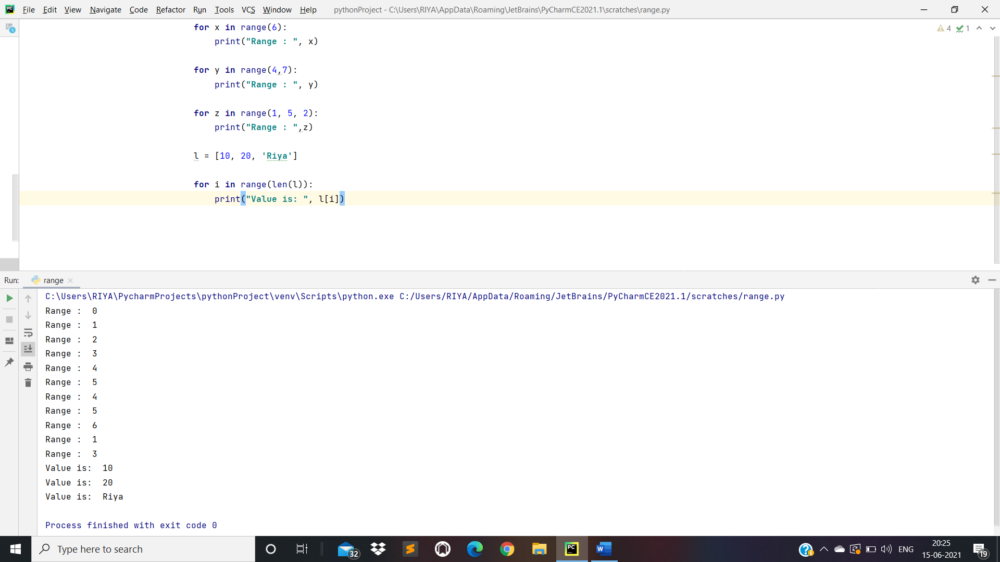 File Edit View Navigate Code Refactor Run Tools VCS Window Help pythonProject - C:\Users\RIYA\AppData\Roaming\JetBrains\PyCharmCE2021.1\scratches\range.py
for x in range(6):
print("Range : ", x)
4 1
for y in range(4,7):
print("Range : ", y)
for z in range(1, 5, 2):
print("Range : ",z)
l = [10, 20, 'Riya']
for i in range(len(l)):
print("Value is: ", l[i])
Run: range
C:\Users\RIYA\PycharmProjects\pythonProject\venv\Scripts\python.exe C:/Users/RIYA/AppData/Roaming/JetBrains/PyCharmCE2021.1/scratches/range.py
Range :  0
Range :  1
Range :  2
Range :  3
Range :  4
Range :  5
Range :  4
Range :  5
Range :  6
Range :  1
Range :  3
Value is:  10
Value is:  20
Value is:  Riya
Process finished with exit code 0
Type here to search 32 PC W ENG 20:25
15-06-2021 19